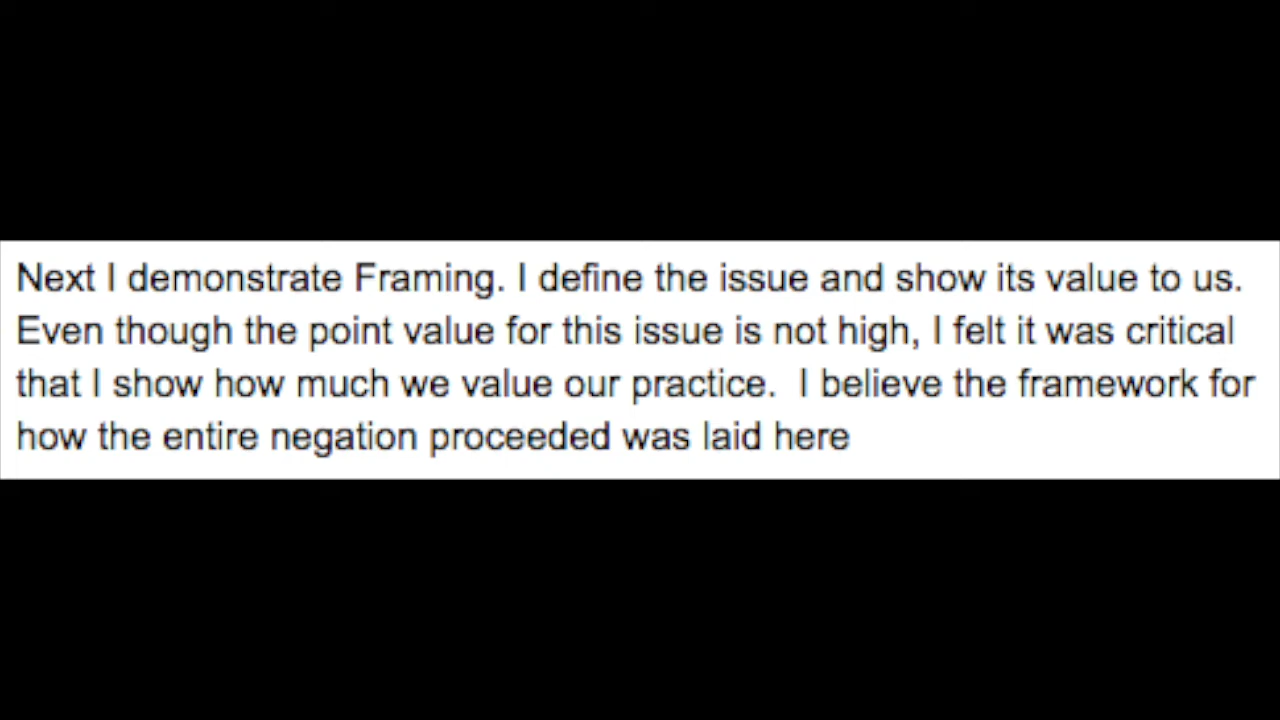 Next I demonstrate Framing. I define the issue and show its value to us.
Even though the point value for this issue is not high, I felt it was critical
that I show how much we value our practice.  I believe the framework for
how the entire negation proceeded was laid here